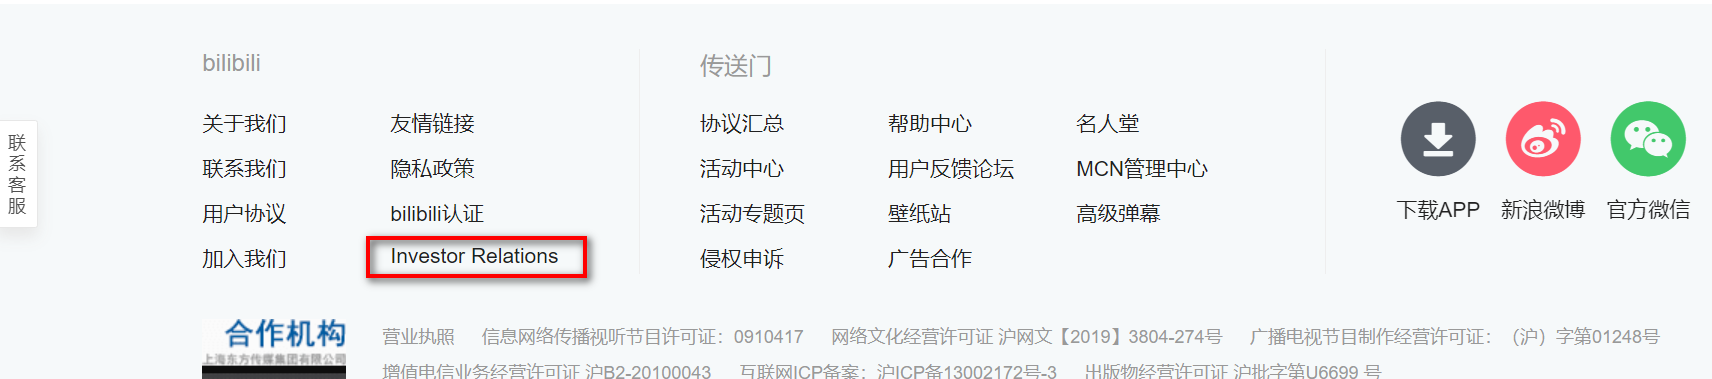 bilibili
传送门
联系客服
关于我们 友情链接 协议汇总 帮助中心 名人堂
联系我们 隐私政策 活动中心 用户反馈论坛 MCN管理中心
用户协议 bilibili认证 活动专题页 壁纸站 高级弹幕
加入我们 Investor Relations 侵权申诉 广告合作
下载APP 新浪微博 官方微信
合作机构
上海东方传媒集团有限公司
营业执照 信息网络传播视听节目许可证：0910417 网络文化经营许可证 沪网文【2019】3804-274号 广播电视节目制作经营许可证：（沪）字第01248号
增值电信业务经营许可证 沪B2-20100043 互联网ICP备案：沪ICP备13002172号-3 出版物经营许可证 沪批字第U6699 号